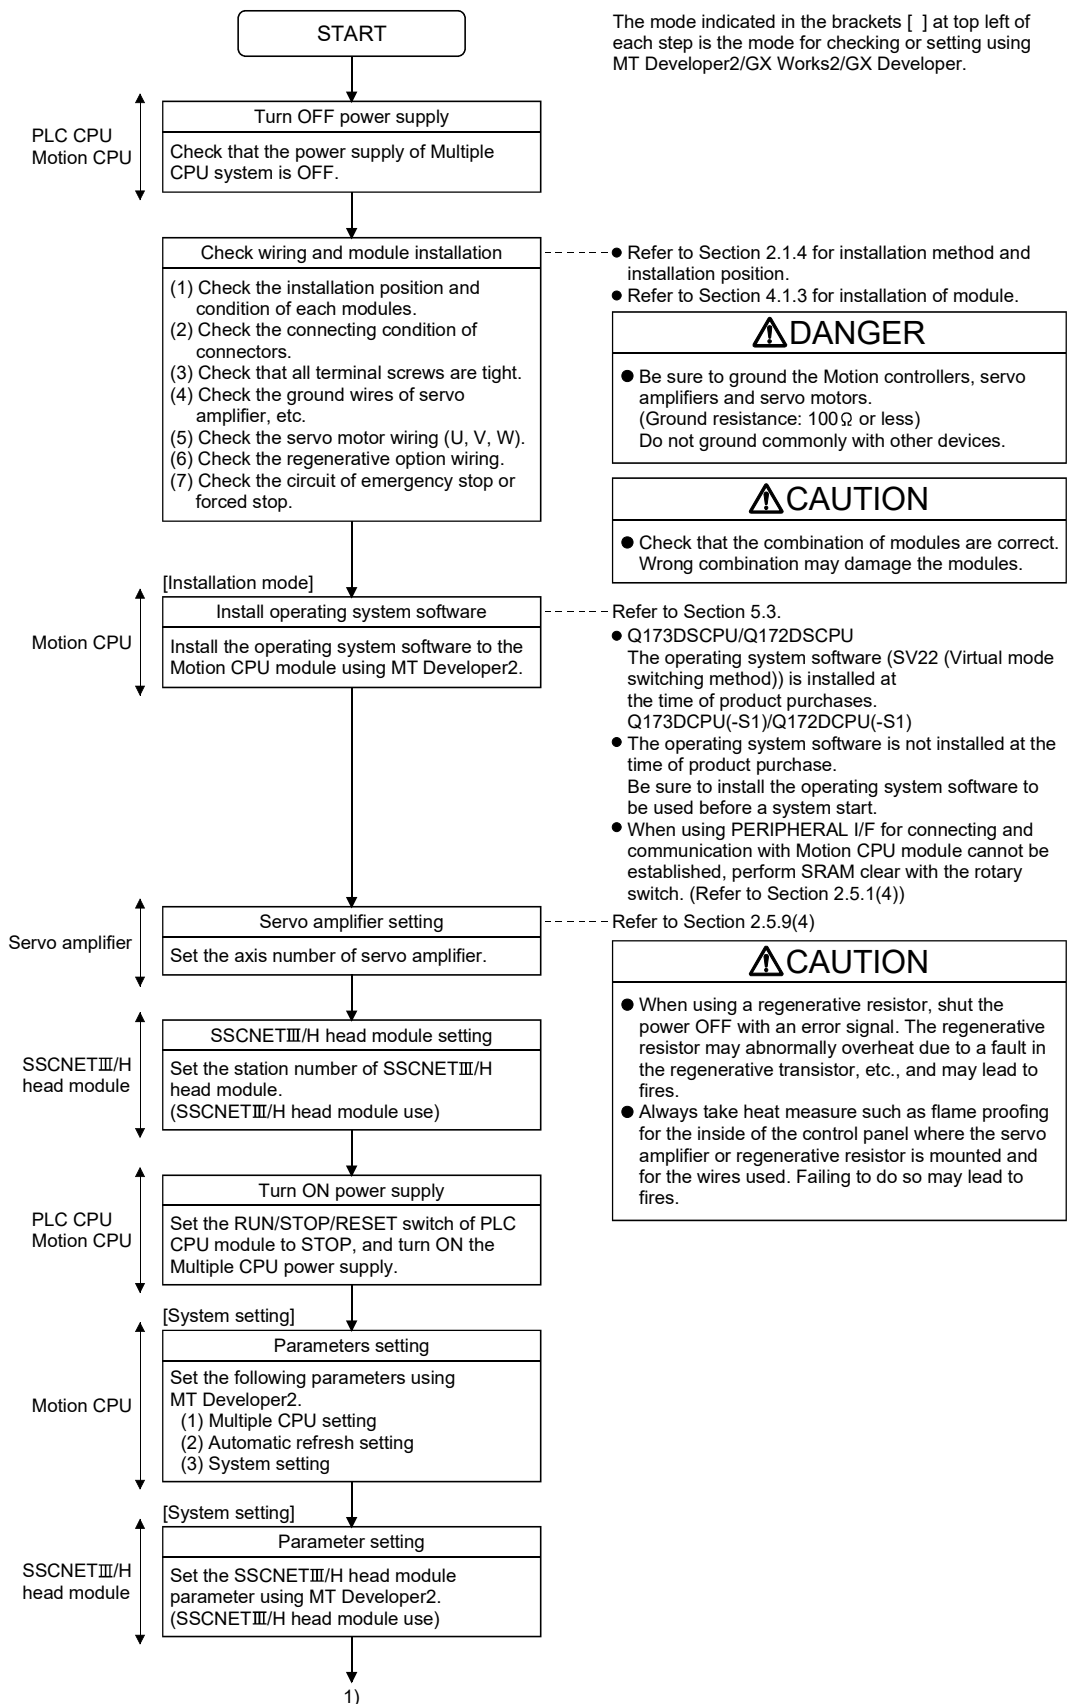 START
The mode indicated in the brackets [  ] at top left of
each step is the mode for checking or setting using
MT Developer2/GX Works2/GX Developer.
PLC CPU
Motion CPU
Turn OFF power supply
Check that the power supply of Multiple
CPU system is OFF.
Check wiring and module installation
(1) Check the installation position and
condition of each modules.
(2) Check the connecting condition of
connectors.
(3) Check that all terminal screws are tight.
(4) Check the ground wires of servo
amplifier, etc.
(5) Check the servo motor wiring (U, V, W).
(6) Check the regenerative option wiring.
(7) Check the circuit of emergency stop or
forced stop.
● Refer to Section 2.1.4 for installation method and
installation position.
● Refer to Section 4.1.3 for installation of module.
DANGER
● Be sure to ground the Motion controllers, servo
amplifiers and servo motors.
(Ground resistance: 100Ω or less)
Do not ground commonly with other devices.
CAUTION
● Check that the combination of modules are correct.
Wrong combination may damage the modules.
[Installation mode]
Motion CPU
Install operating system software
Install the operating system software to the
Motion CPU module using MT Developer2.
Refer to Section 5.3.
● Q173DSCPU/Q172DSCPU
The operating system software (SV22 (Virtual mode
switching method)) is installed at
the time of product purchases.
Q173DCPU(-S1)/Q172DCPU(-S1)
● The operating system software is not installed at the
time of product purchase.
Be sure to install the operating system software to
be used before a system start.
● When using PERIPHERAL I/F for connecting and
communication with Motion CPU module cannot be
established, perform SRAM clear with the rotary
switch. (Refer to Section 2.5.1(4))
Servo amplifier
Servo amplifier setting
Set the axis number of servo amplifier.
Refer to Section 2.5.9(4)
CAUTION
● When using a regenerative resistor, shut the
power OFF with an error signal. The regenerative
resistor may abnormally overheat due to a fault in
the regenerative transistor, etc., and may lead to
fires.
● Always take heat measure such as flame proofing
for the inside of the control panel where the servo
amplifier or regenerative resistor is mounted and
for the wires used. Failing to do so may lead to
fires.
SSCNETⅢ/H
head module
SSCNETⅢ/H head module setting
Set the station number of SSCNETⅢ/H
head module.
(SSCNETⅢ/H head module use)
PLC CPU
Motion CPU
Turn ON power supply
Set the RUN/STOP/RESET switch of PLC
CPU module to STOP, and turn ON the
Multiple CPU power supply.
[System setting]
Motion CPU
Parameters setting
Set the following parameters using
MT Developer2.
(1) Multiple CPU setting
(2) Automatic refresh setting
(3) System setting
[System setting]
SSCNETⅢ/H
head module
Parameter setting
Set the SSCNETⅢ/H head module
parameter using MT Developer2.
(SSCNETⅢ/H head module use)
1)